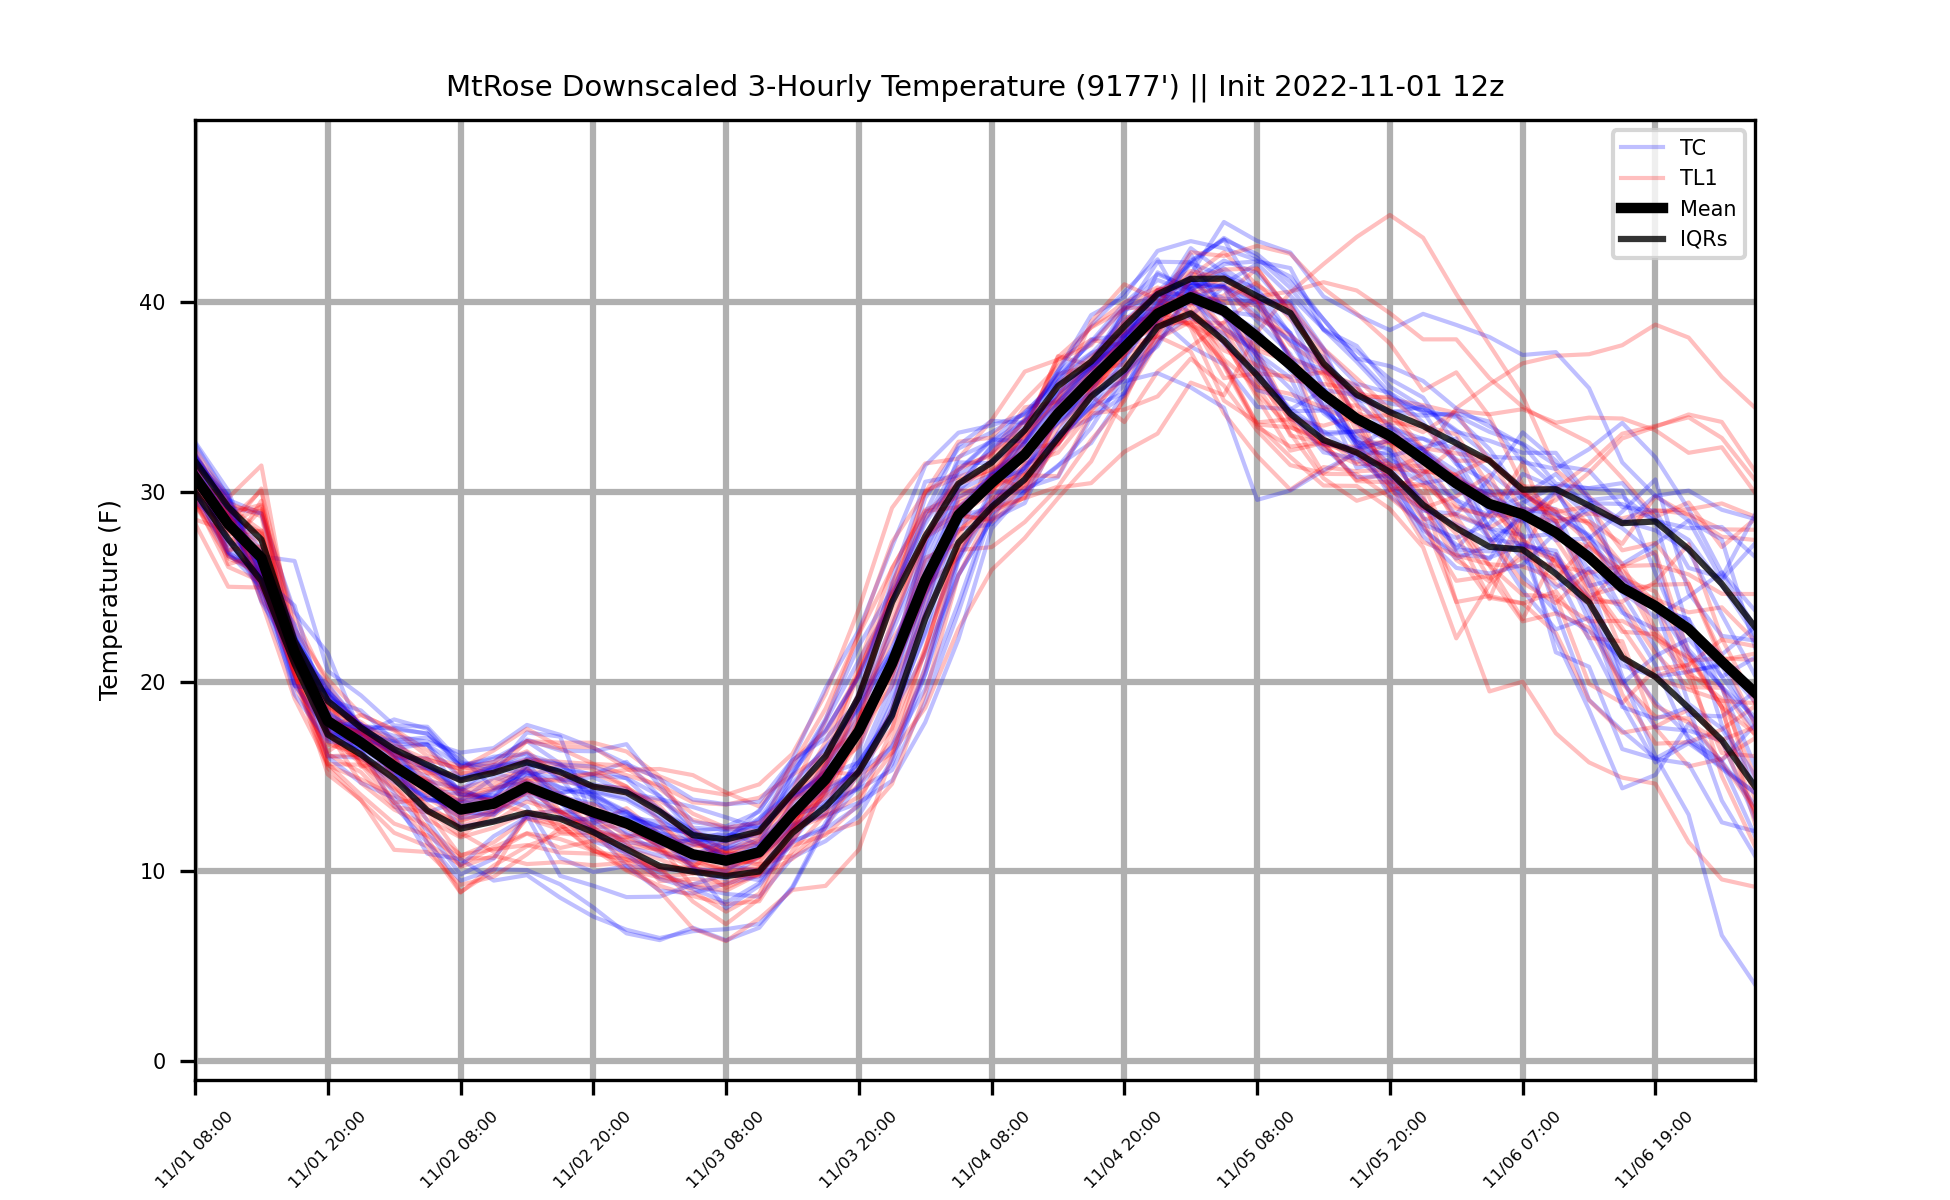 MtRose Downscaled 3-Hourly Temperature (9177') || Init 2022-11-01 12z
TC
TL1
Mean
IQRs
Temperature (F)
40
30
20
10
0
11/01 08:00
11/01 20:00
11/02 08:00
11/02 20:00
11/03 08:00
11/03 20:00
11/04 08:00
11/04 20:00
11/05 08:00
11/05 20:00
11/06 07:00
11/06 19:00